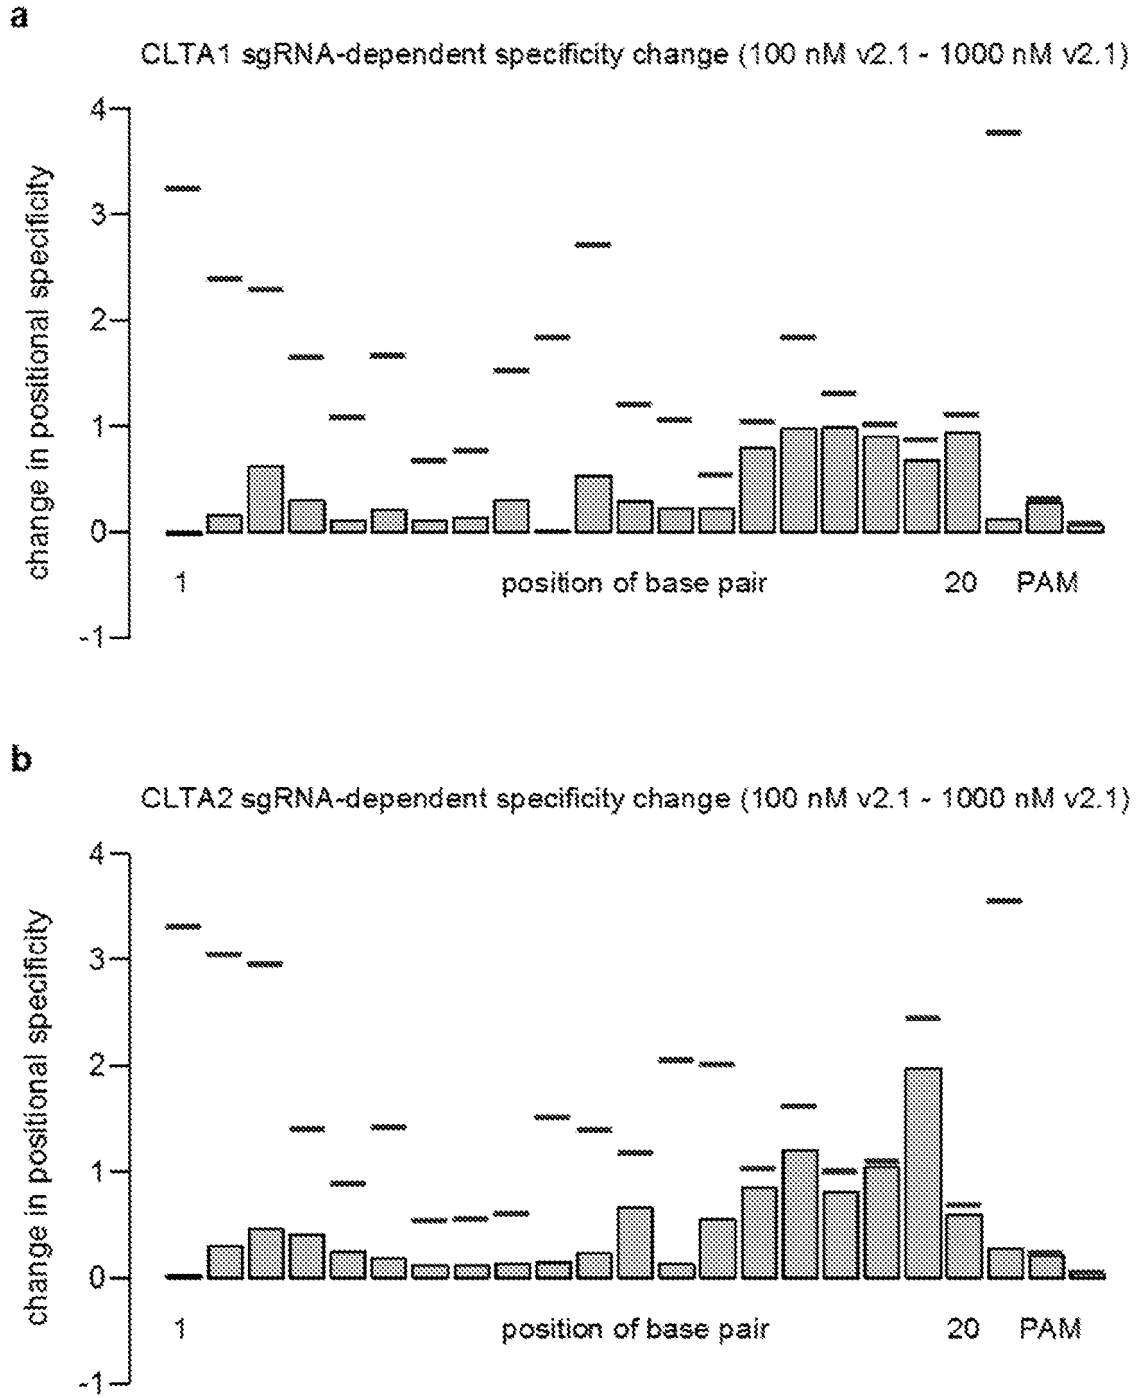 a
CLTA1 sgRNA-dependent specificity change (100 nM v2.1 - 1000 nM v2.1)
change in positional specificity
4
3
2
1
0
-1
1 position of base pair 20 PAM
b
CLTA2 sgRNA-dependent specificity change (100 nM v2.1 - 1000 nM v2.1)
change in positional specificity
4
3
2
1
0
-1
1 position of base pair 20 PAM